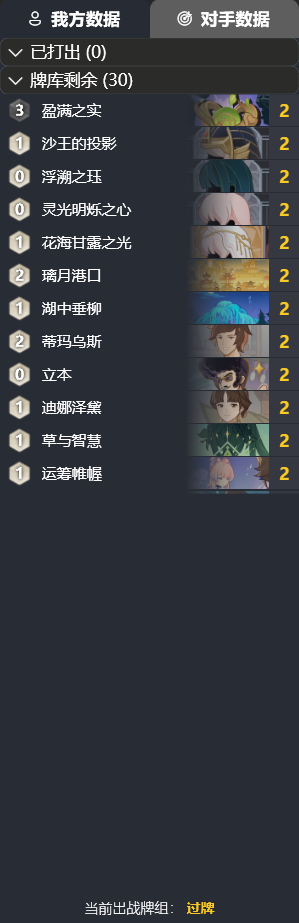 我方数据 对手数据
已打出 (0)
牌库剩余 (30)
3 盈满之实 2
1 沙王的投影 2
0 浮溯之珏 2
0 灵光明烁之心 2
1 花海甘露之光 2
2 璃月港口 2
1 湖中垂柳 2
2 蒂玛乌斯 2
0 立本 2
1 迪娜泽黛 2
1 草与智慧 2
1 运筹帷幄 2
当前出战牌组： 过牌